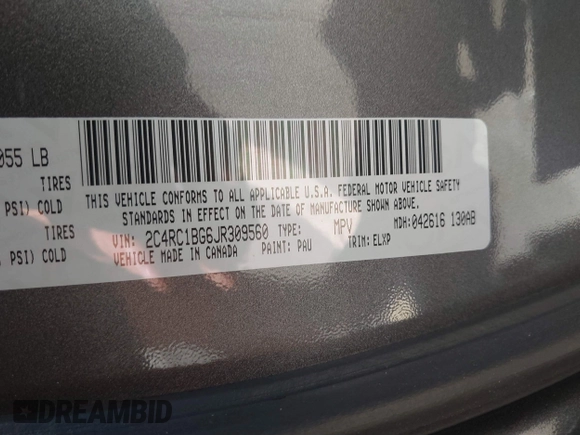 055 LB
TIRES
PSI) COLD
TIRES
PSI) COLD
THIS VEHICLE CONFORMS TO ALL APPLICABLE U.S.A. FEDERAL MOTOR VEHICLE SAFETY
STANDARDS IN EFFECT ON THE DATE OF MANUFACTURE SHOWN ABOVE.
VIN: 2C4RC1BG6JR309560 TYPE: MPV MDH: 042616 130AB
VEHICLE MADE IN CANADA PAINT: PAU TRIM: ELXP
DREAMBID